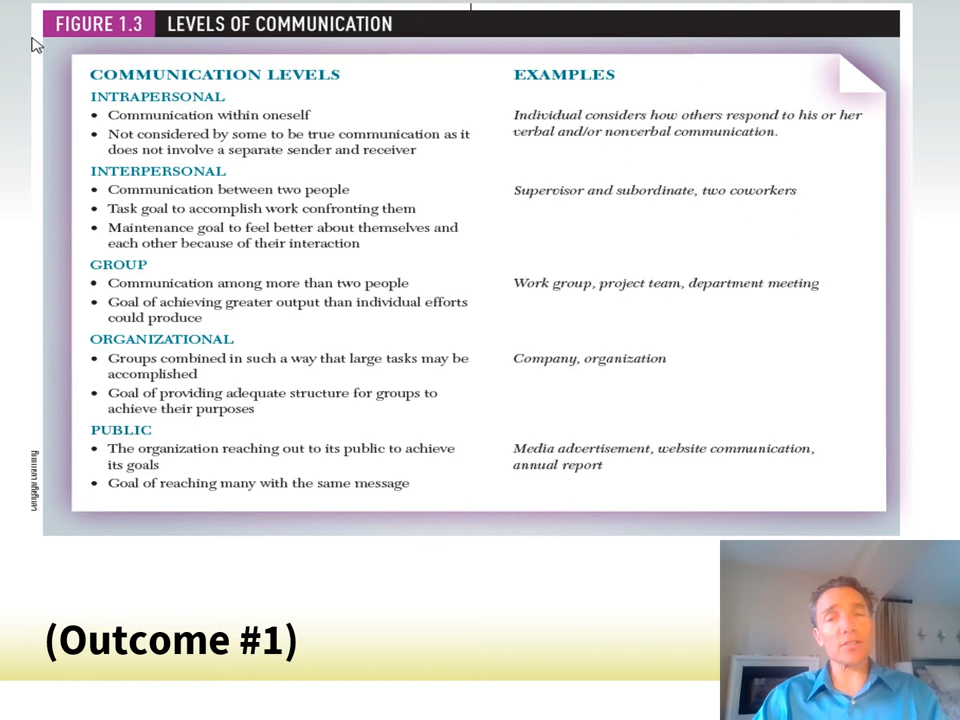 FIGURE 1.3 LEVELS OF COMMUNICATION
COMMUNICATION LEVELS EXAMPLES
INTRAPERSONAL
• Communication within oneself
Individual considers how others respond to his or her
verbal and/or nonverbal communication.
• Not considered by some to be true communication as it
does not involve a separate sender and receiver
INTERPERSONAL
• Communication between two people
Supervisor and subordinate, two coworkers
• Task goal to accomplish work confronting them
• Maintenance goal to feel better about themselves and
each other because of their interaction
GROUP
• Communication among more than two people
Work group, project team, department meeting
• Goal of achieving greater output than individual efforts
could produce
ORGANIZATIONAL
• Groups combined in such a way that large tasks may be
accomplished
Company, organization
• Goal of providing adequate structure for groups to
achieve their purposes
PUBLIC
• The organization reaching out to its public to achieve
its goals
Media advertisement, website communication,
annual report
• Goal of reaching many with the same message
(Outcome #1)